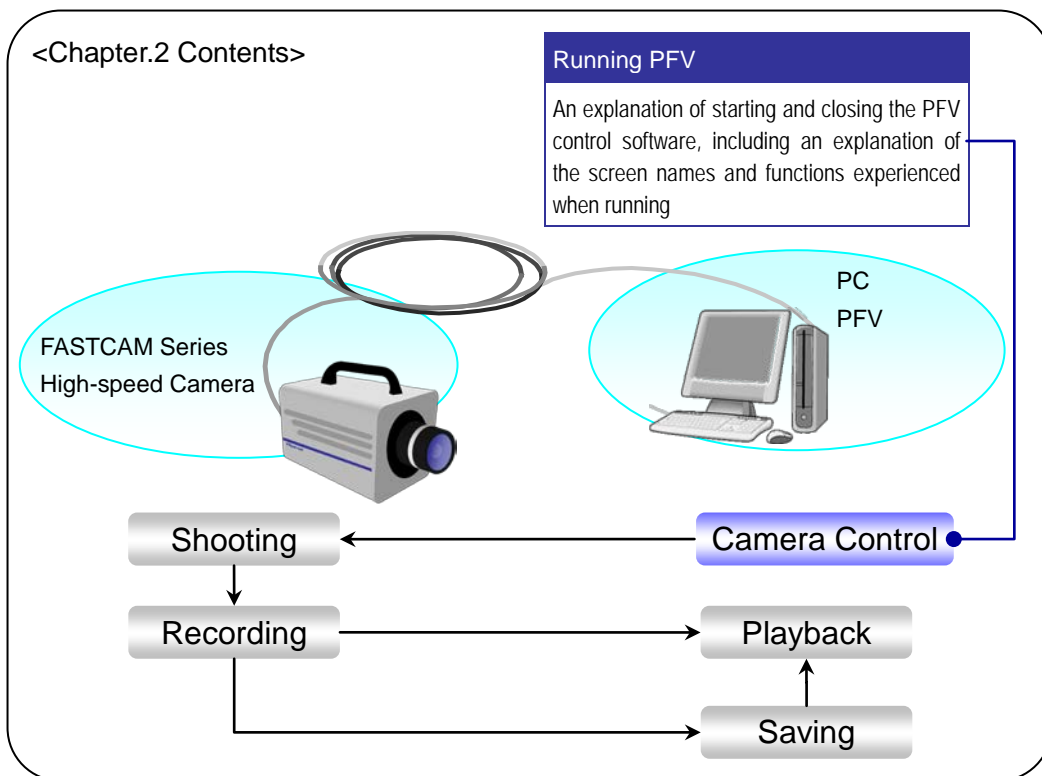 <Chapter.2 Contents>
Running PFV
An explanation of starting and closing the PFV
control software, including an explanation of
the screen names and functions experienced
when running
PC
PFV
FASTCAM Series
High-speed Camera
Shooting
Camera Control
Recording
Playback
Saving